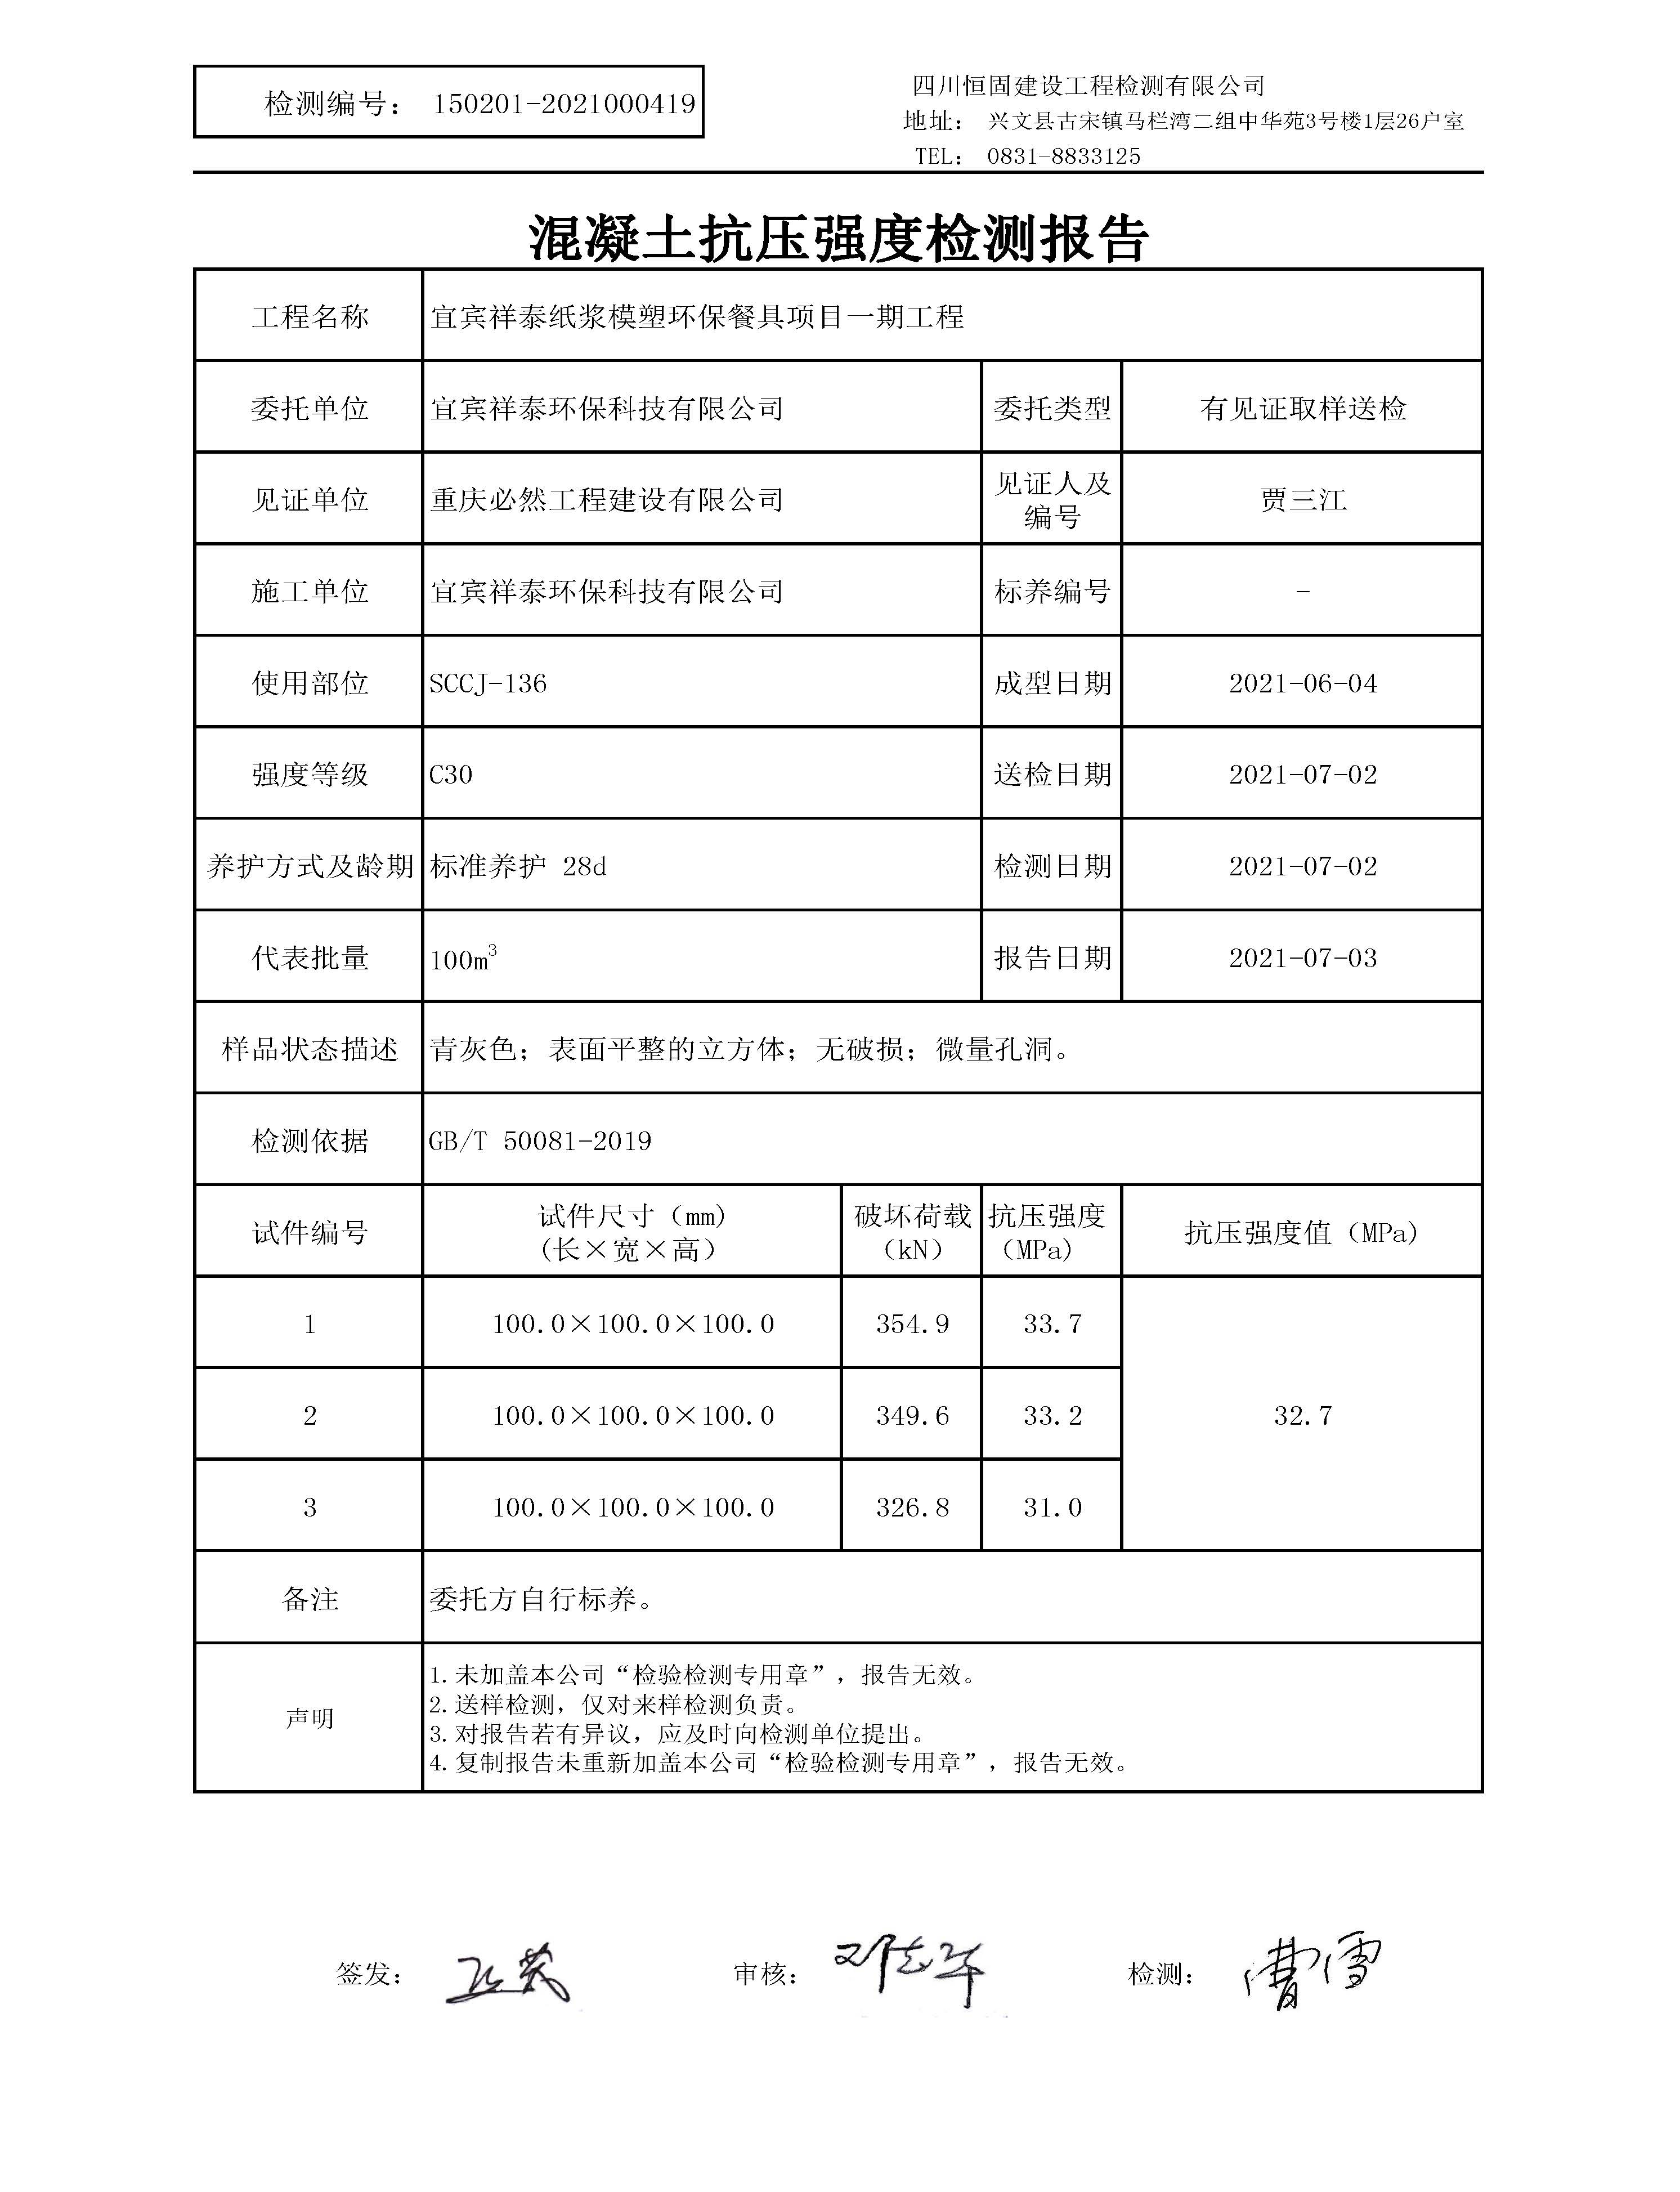 检测编号： 150201-2021000419
四川恒固建设工程检测有限公司
地址： 兴文县古宋镇马栏湾二组中华苑3号楼1层26户室
TEL： 0831-8833125
混凝土抗压强度检测报告
工程名称 宜宾祥泰纸浆模塑环保餐具项目一期工程
委托单位 宜宾祥泰环保科技有限公司 委托类型 有见证取样送检
见证单位 重庆必然工程建设有限公司 见证人及编号 贾三江
施工单位 宜宾祥泰环保科技有限公司 标养编号 -
使用部位 SCCJ-136 成型日期 2021-06-04
强度等级 C30 送检日期 2021-07-02
养护方式及龄期 标准养护 28d 检测日期 2021-07-02
代表批量 100m³ 报告日期 2021-07-03
样品状态描述 青灰色；表面平整的立方体；无破损；微量孔洞。
检测依据 GB/T 50081-2019
试件编号 试件尺寸（mm）(长×宽×高） 破坏荷载（kN） 抗压强度（MPa） 抗压强度值（MPa）
1 100.0×100.0×100.0 354.9 33.7
2 100.0×100.0×100.0 349.6 33.2 32.7
3 100.0×100.0×100.0 326.8 31.0
备注 委托方自行标养。
声明
1.未加盖本公司“检验检测专用章”，报告无效。
2.送样检测，仅对来样检测负责。
3.对报告若有异议，应及时向检测单位提出。
4.复制报告未重新加盖本公司“检验检测专用章”，报告无效。
签发： 审核： 检测： 曹雪